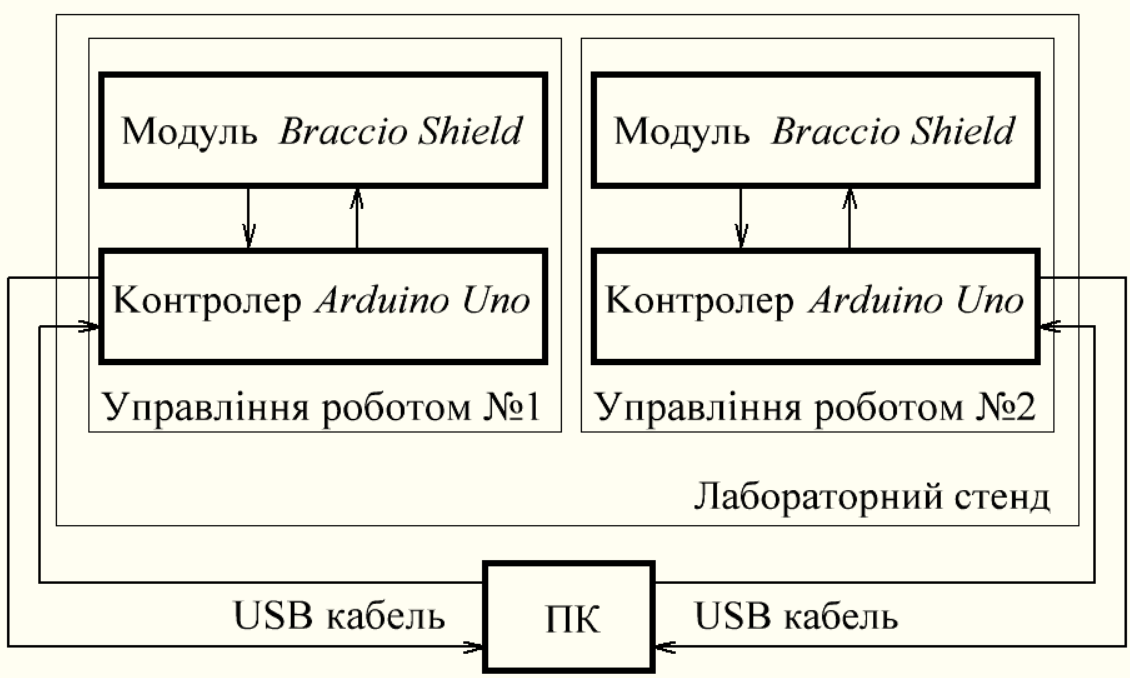 Модуль Braccio Shield
Модуль Braccio Shield
Контролер Arduino Uno
Контролер Arduino Uno
Управління роботом №1
Управління роботом №2
Лабораторний стенд
USB кабель
ПК
USB кабель